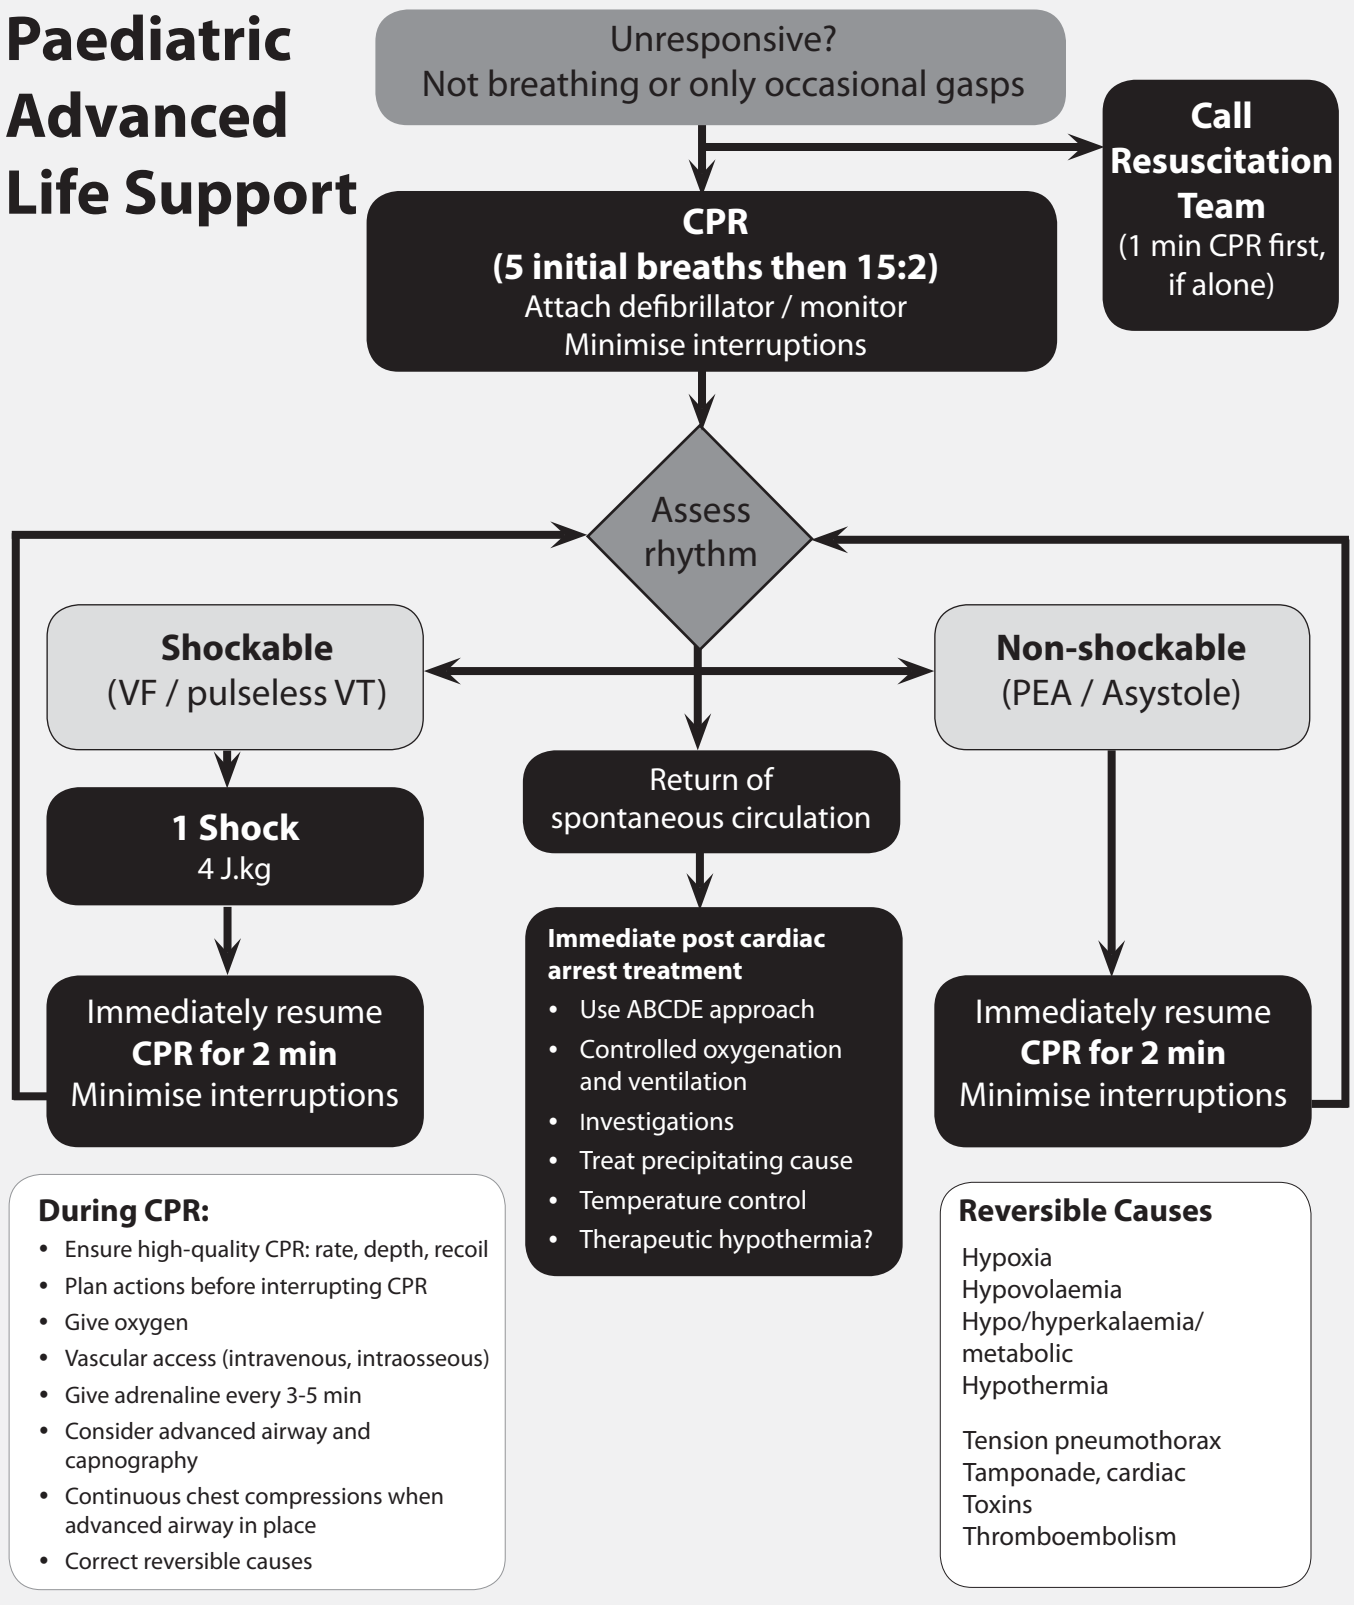 Paediatric
Advanced
Life Support
Unresponsive?
Not breathing or only occasional gasps
Call
Resuscitation
Team
(1 min CPR first,
if alone)
CPR
(5 initial breaths then 15:2)
Attach defibrillator / monitor
Minimise interruptions
Assess
rhythm
Shockable
(VF / pulseless VT)
Non-shockable
(PEA / Asystole)
1 Shock
4 J.kg
Return of
spontaneous circulation
Immediately resume
CPR for 2 min
Minimise interruptions
Immediate post cardiac
arrest treatment
• Use ABCDE approach
• Controlled oxygenation
and ventilation
• Investigations
• Treat precipitating cause
• Temperature control
• Therapeutic hypothermia?
Immediately resume
CPR for 2 min
Minimise interruptions
During CPR:
• Ensure high-quality CPR: rate, depth, recoil
• Plan actions before interrupting CPR
• Give oxygen
• Vascular access (intravenous, intraosseous)
• Give adrenaline every 3-5 min
• Consider advanced airway and
capnography
• Continuous chest compressions when
advanced airway in place
• Correct reversible causes
Reversible Causes
Hypoxia
Hypovolaemia
Hypo/hyperkalaemia/
metabolic
Hypothermia
Tension pneumothorax
Tamponade, cardiac
Toxins
Thromboembolism